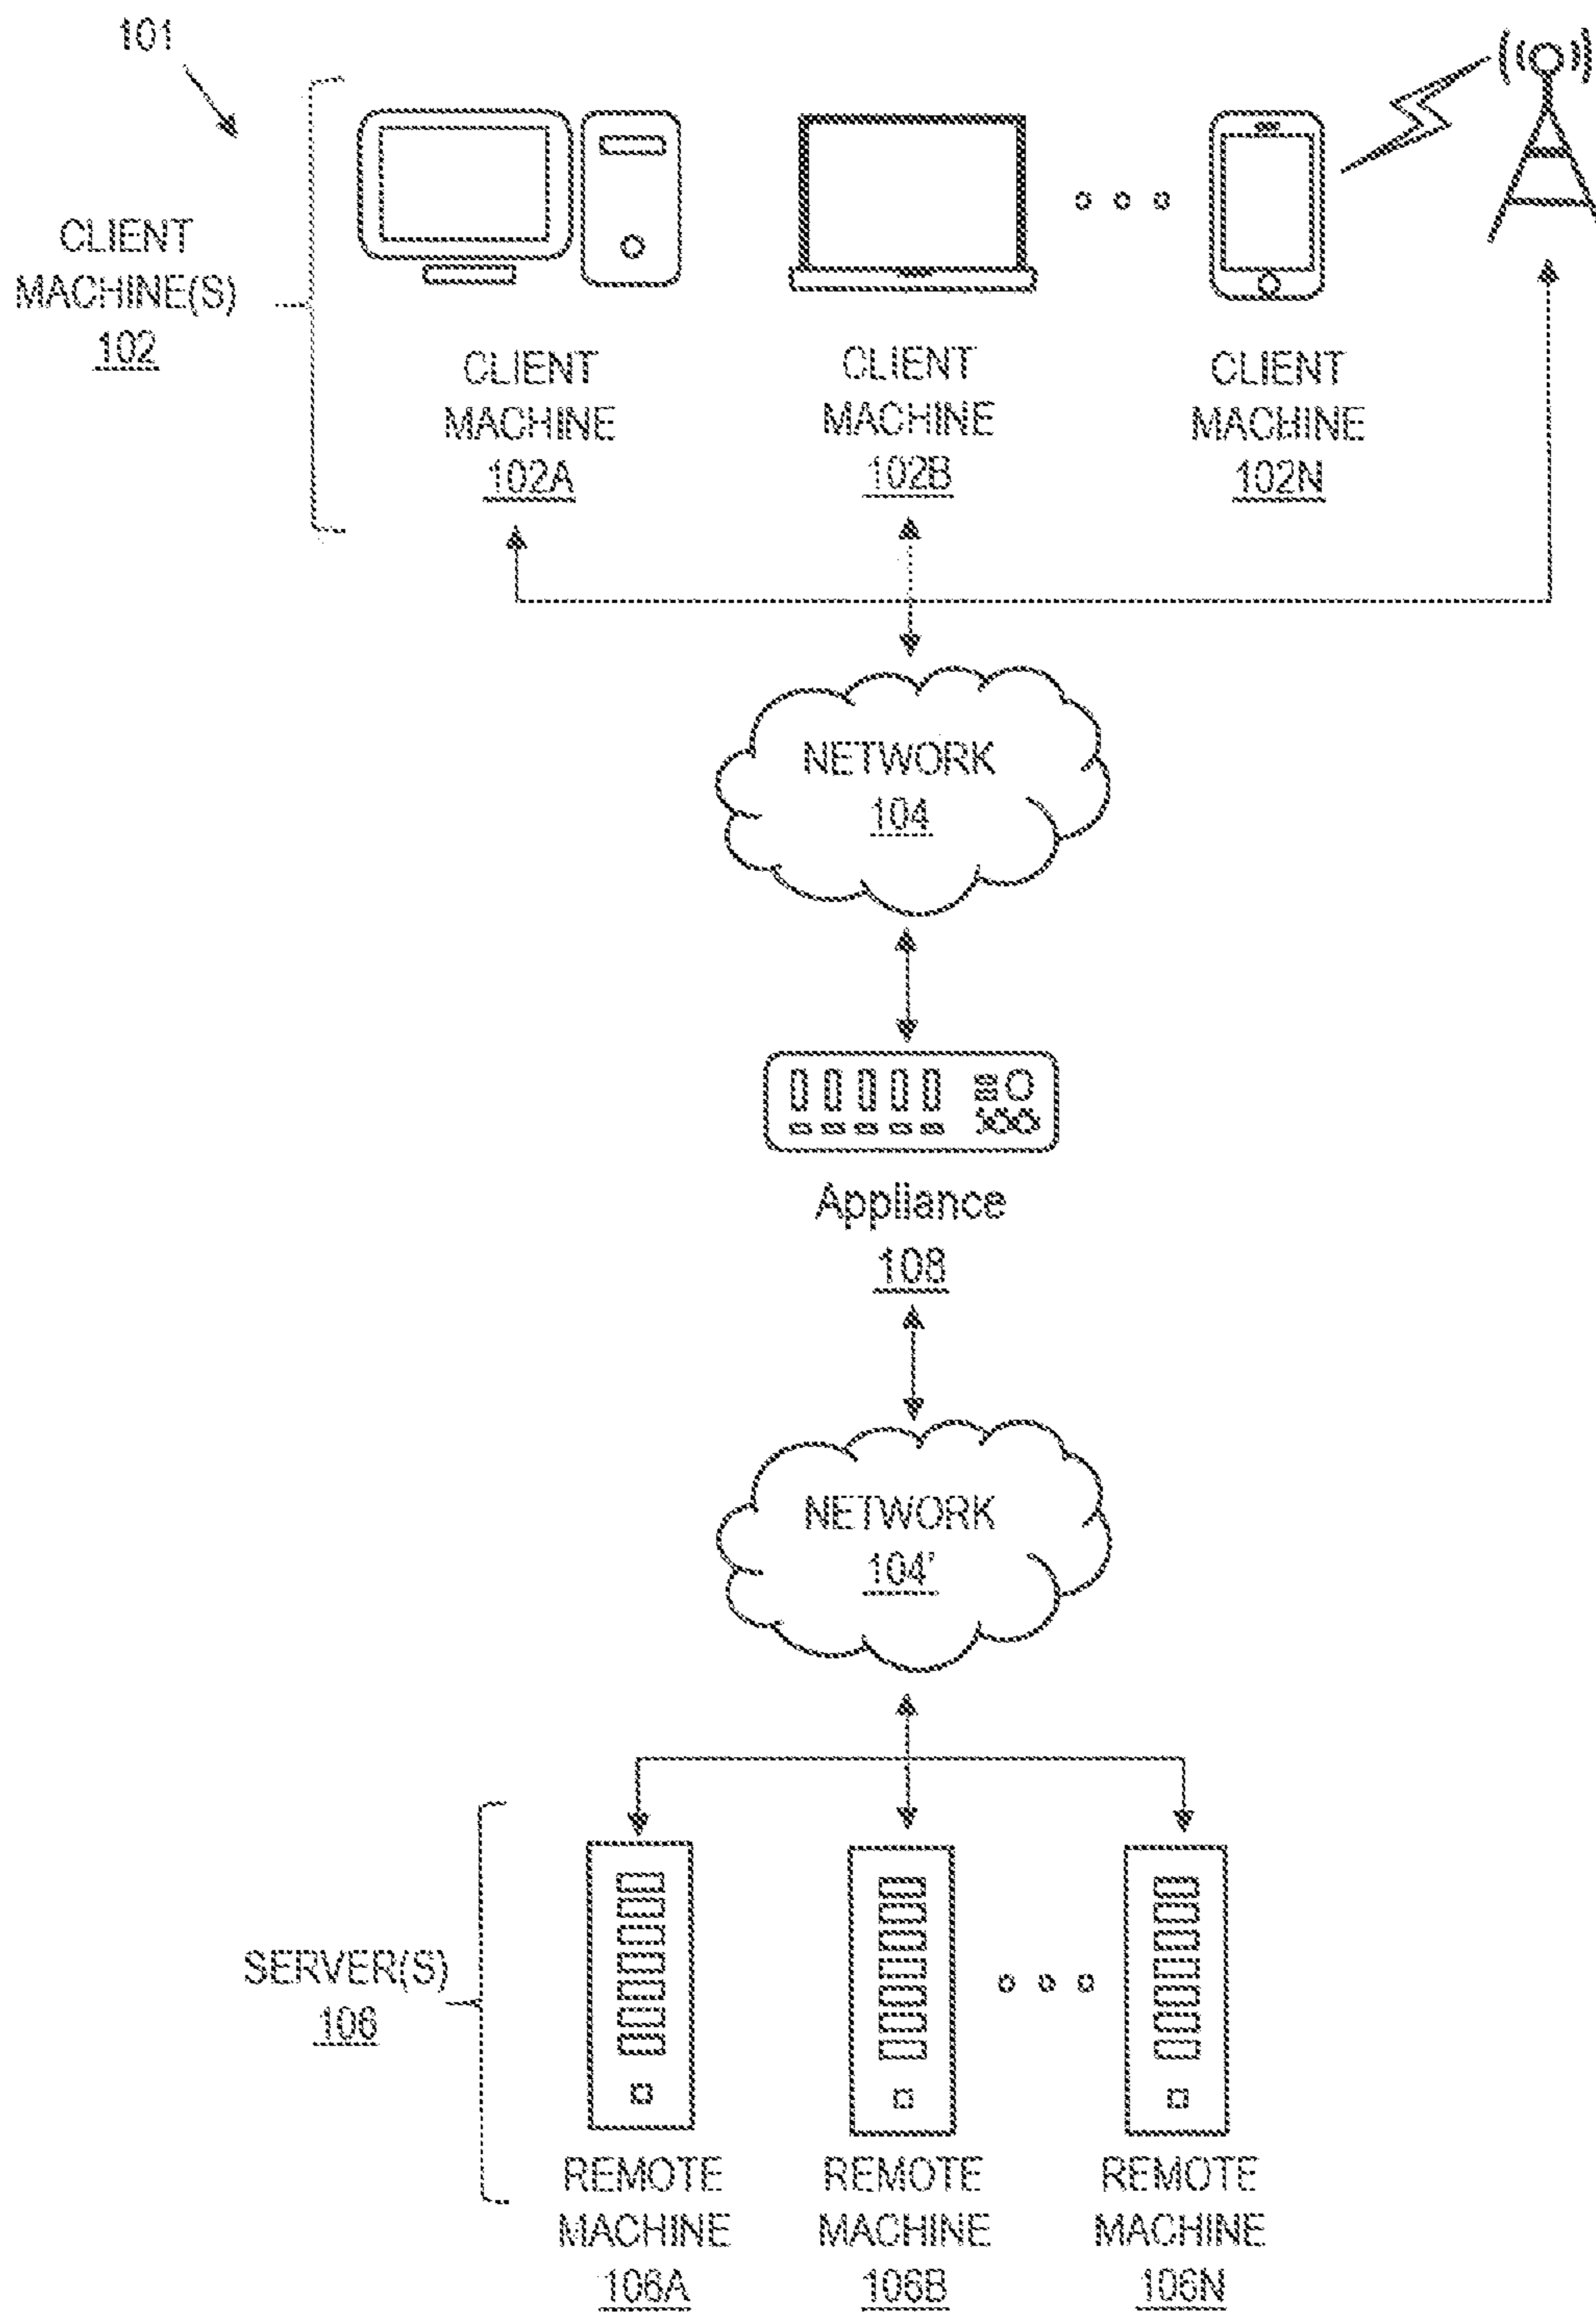 101
CLIENT
MACHINE(S)
102
CLIENT
MACHINE
102A
CLIENT
MACHINE
102B
CLIENT
MACHINE
102N
NETWORK
104
Appliance
108
NETWORK
104'
SERVER(S)
106
REMOTE
MACHINE
106A
REMOTE
MACHINE
106B
REMOTE
MACHINE
106N